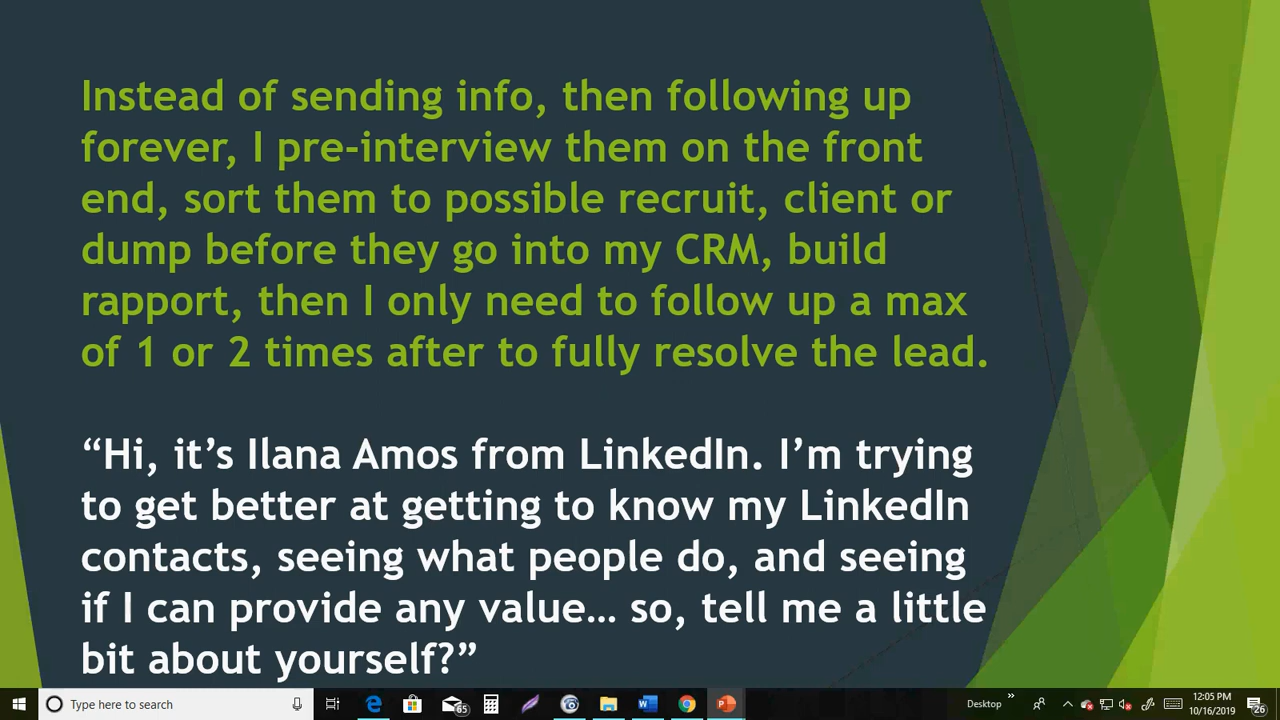 Instead of sending info, then following up
forever, I pre-interview them on the front
end, sort them to possible recruit, client or
dump before they go into my CRM, build
rapport, then I only need to follow up a max
of 1 or 2 times after to fully resolve the lead.
“Hi, it’s Ilana Amos from LinkedIn. I’m trying
to get better at getting to know my LinkedIn
contacts, seeing what people do, and seeing
if I can provide any value… so, tell me a little
bit about yourself?”
Type here to search
65
Desktop
»
12:05 PM
10/16/2019
26